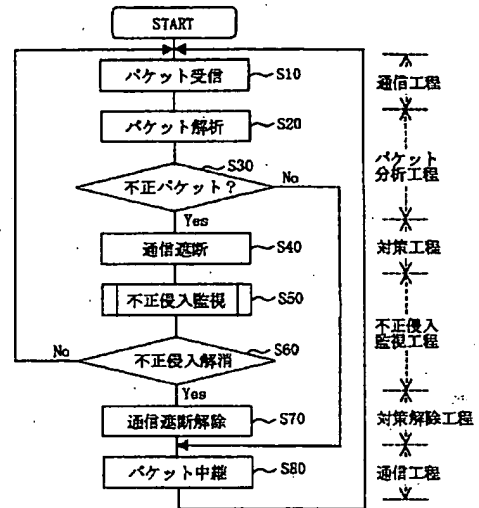 START
パケット受信
S10
通信工程
パケット解析
S20
パケット
分析工程
不正パケット?
S30
No
Yes
通信遮断
S40
対策工程
不正侵入監視
S50
不正侵入
監視工程
不正侵入解消
S60
No
Yes
通信遮断解除
S70
対策解除工程
パケット中継
S80
通信工程